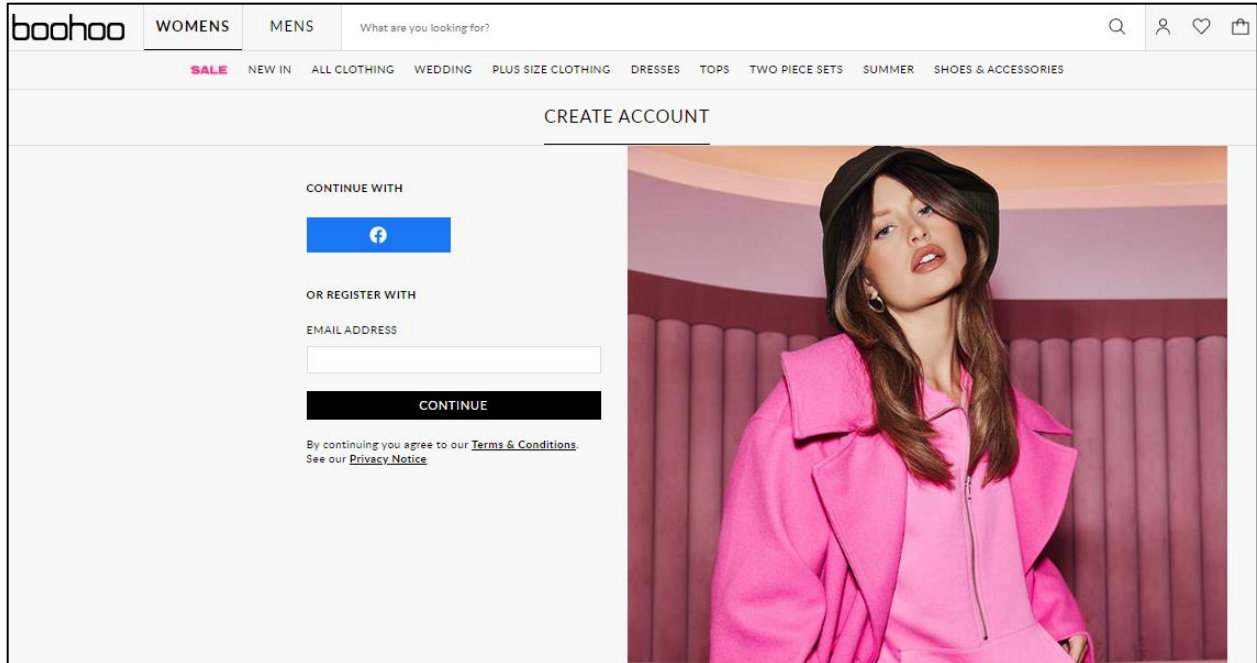 boohoo
WOMENS
MENS
What are you looking for?
SALE NEW IN ALL CLOTHING WEDDING PLUS SIZE CLOTHING DRESSES TOPS TWO PIECE SETS SUMMER SHOES & ACCESSORIES
CREATE ACCOUNT
CONTINUE WITH
OR REGISTER WITH
EMAIL ADDRESS
CONTINUE
By continuing you agree to our Terms & Conditions.
See our Privacy Notice